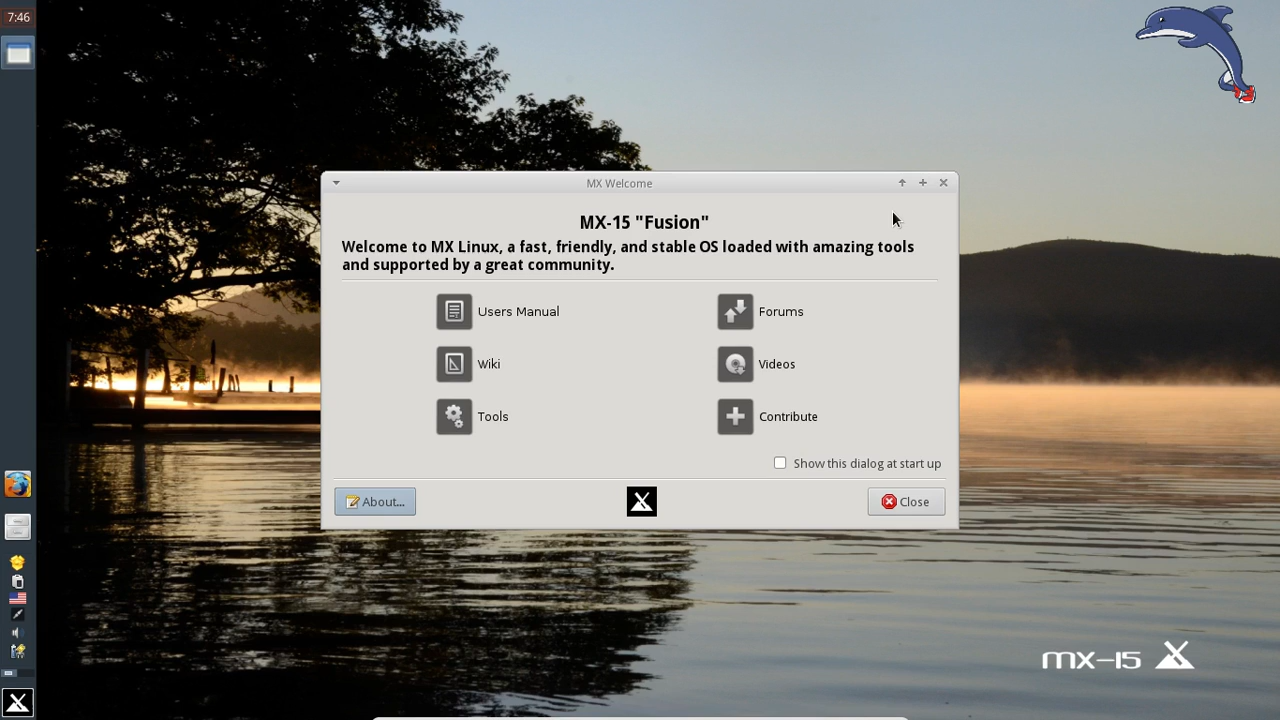 7:46
MX Welcome
MX-15 "Fusion"
Welcome to MX Linux, a fast, friendly, and stable OS loaded with amazing tools
and supported by a great community.
Users Manual
Forums
Wiki
Videos
Tools
Contribute
Show this dialog at start up
About...
Close
mx-15